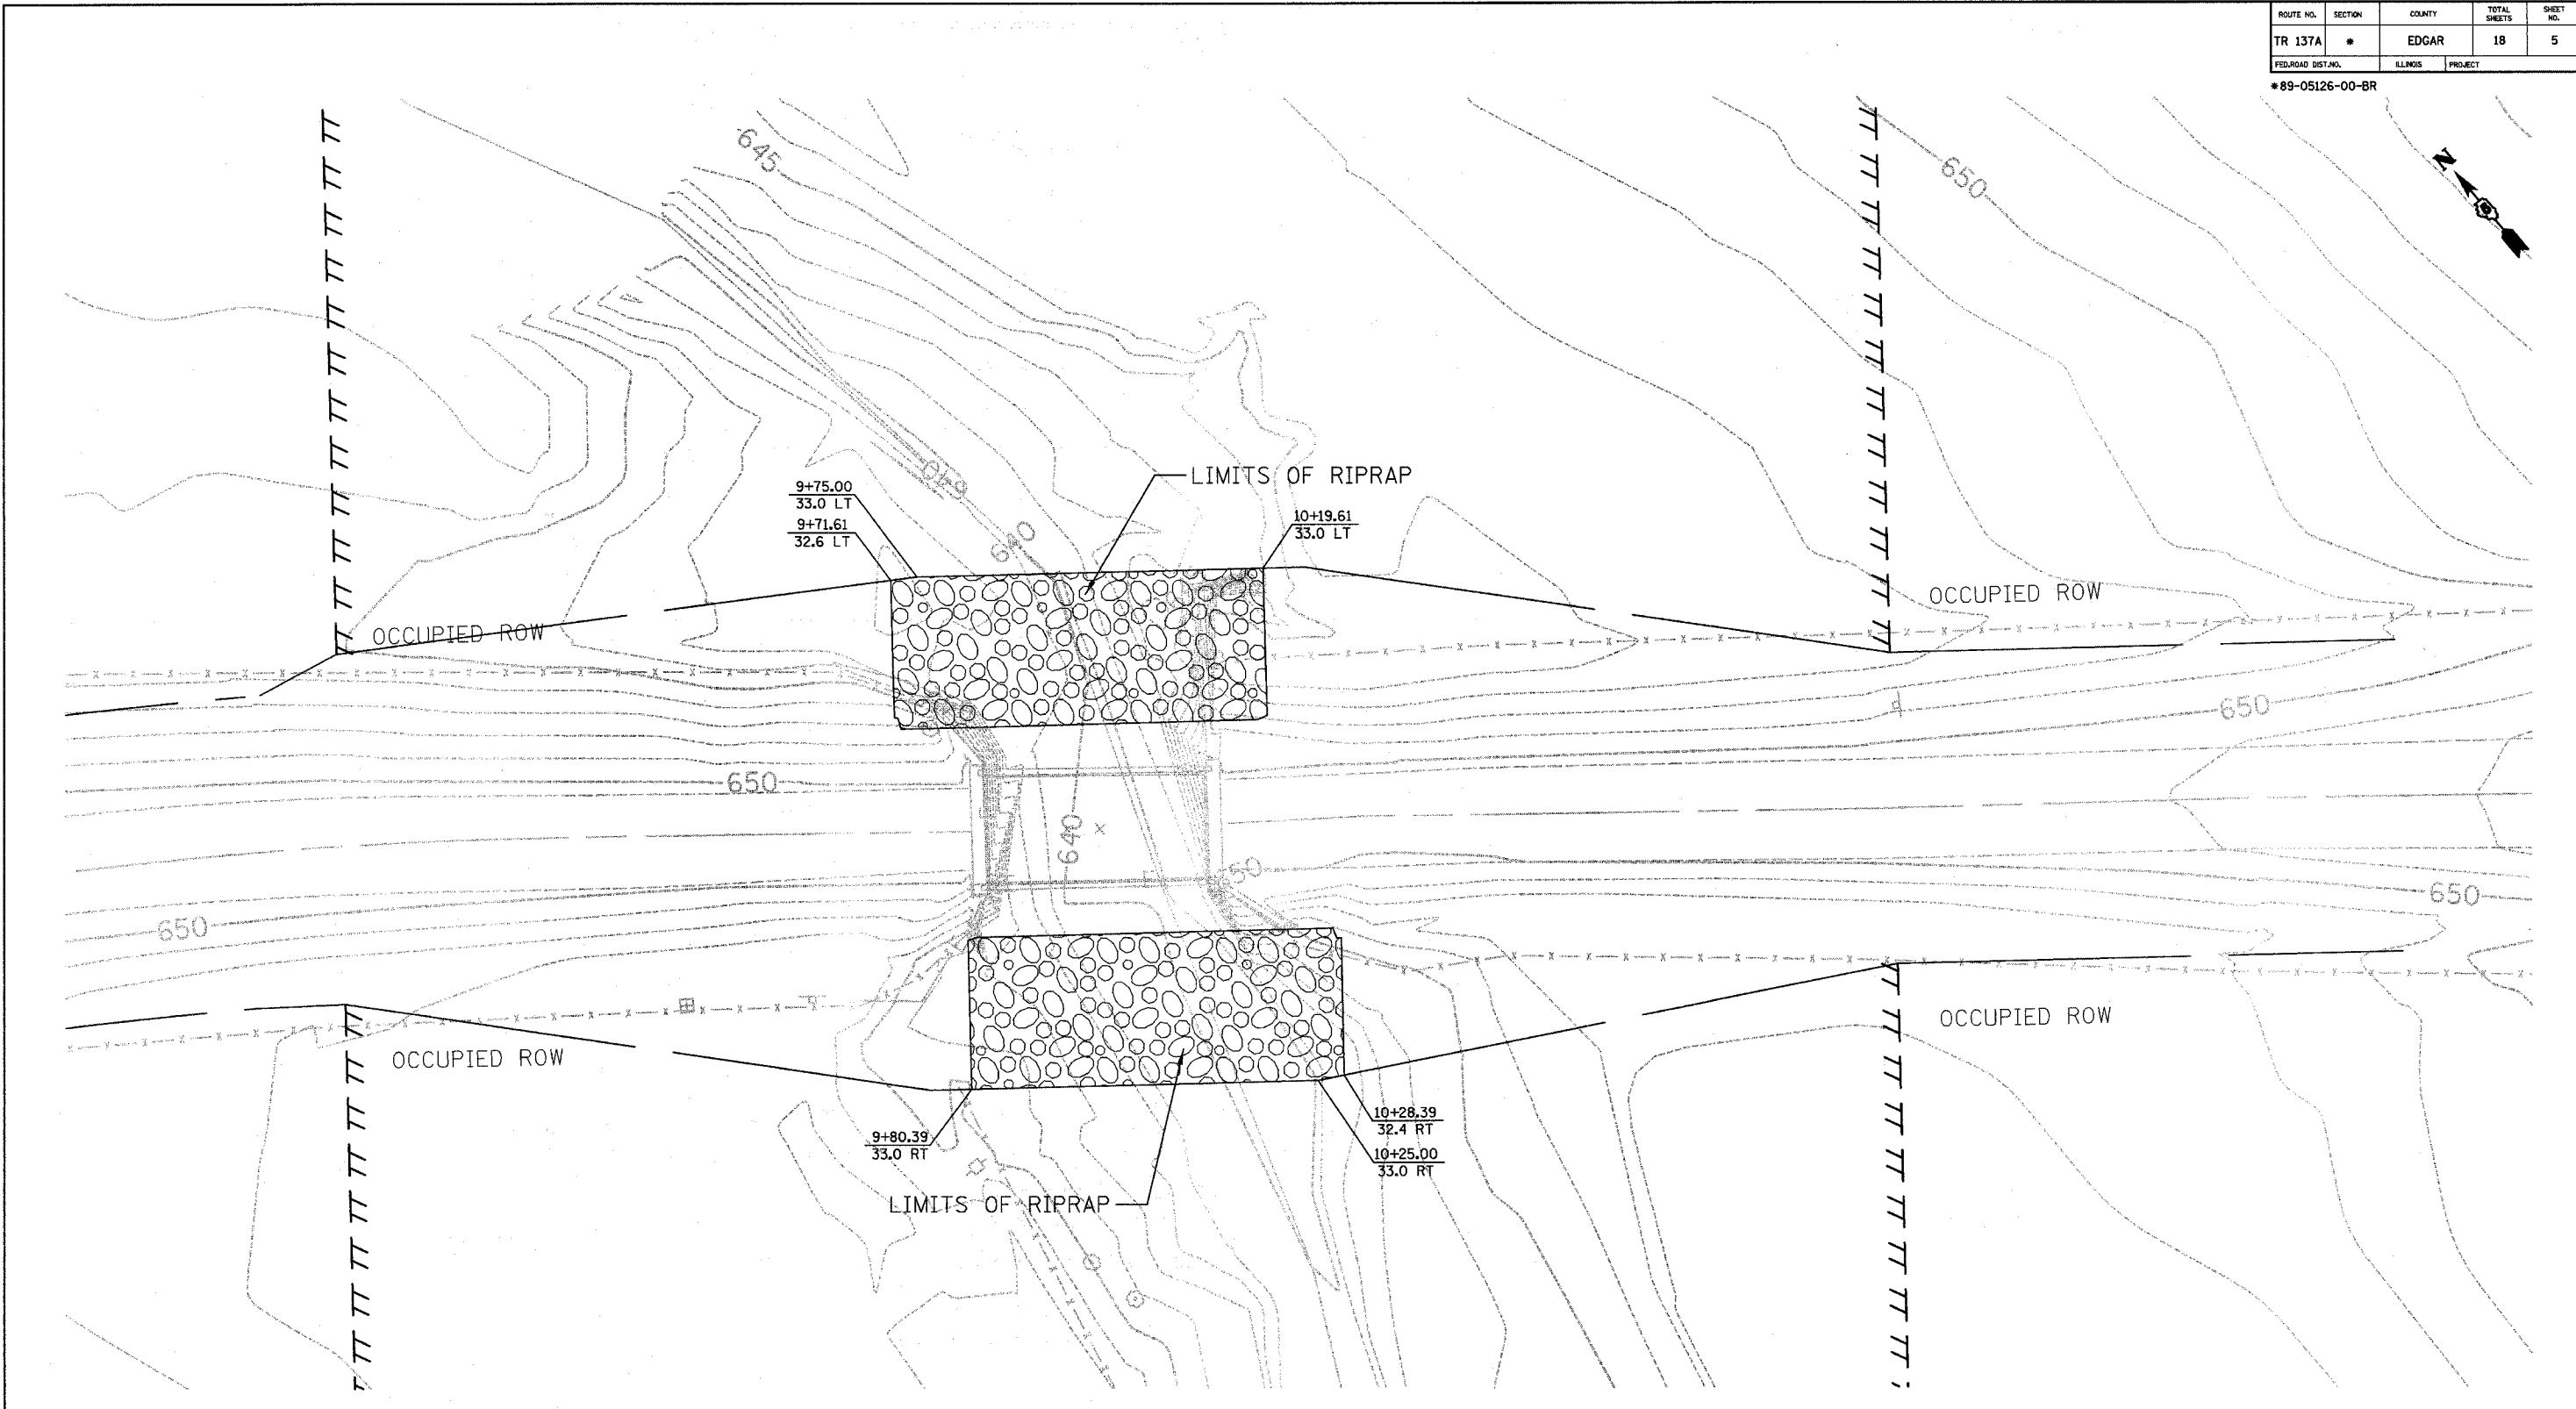 ROUTE NO. SECTION COUNTY TOTAL SHEETS SHEET NO.
TR 137A * EDGAR 18 5
FED.ROAD DIST.NO. ILLINOIS PROJECT
*89-05126-00-BR
N
645
650
640
LIMITS OF RIPRAP
9+75.00
33.0 LT
9+71.61
32.6 LT
10+19.61
33.0 LT
640
OCCUPIED ROW
OCCUPIED ROW
650
650
640
650
650
650
OCCUPIED ROW
OCCUPIED ROW
9+80.39
33.0 RT
10+28.39
32.4 RT
10+25.00
33.0 RT
LIMITS OF RIPRAP